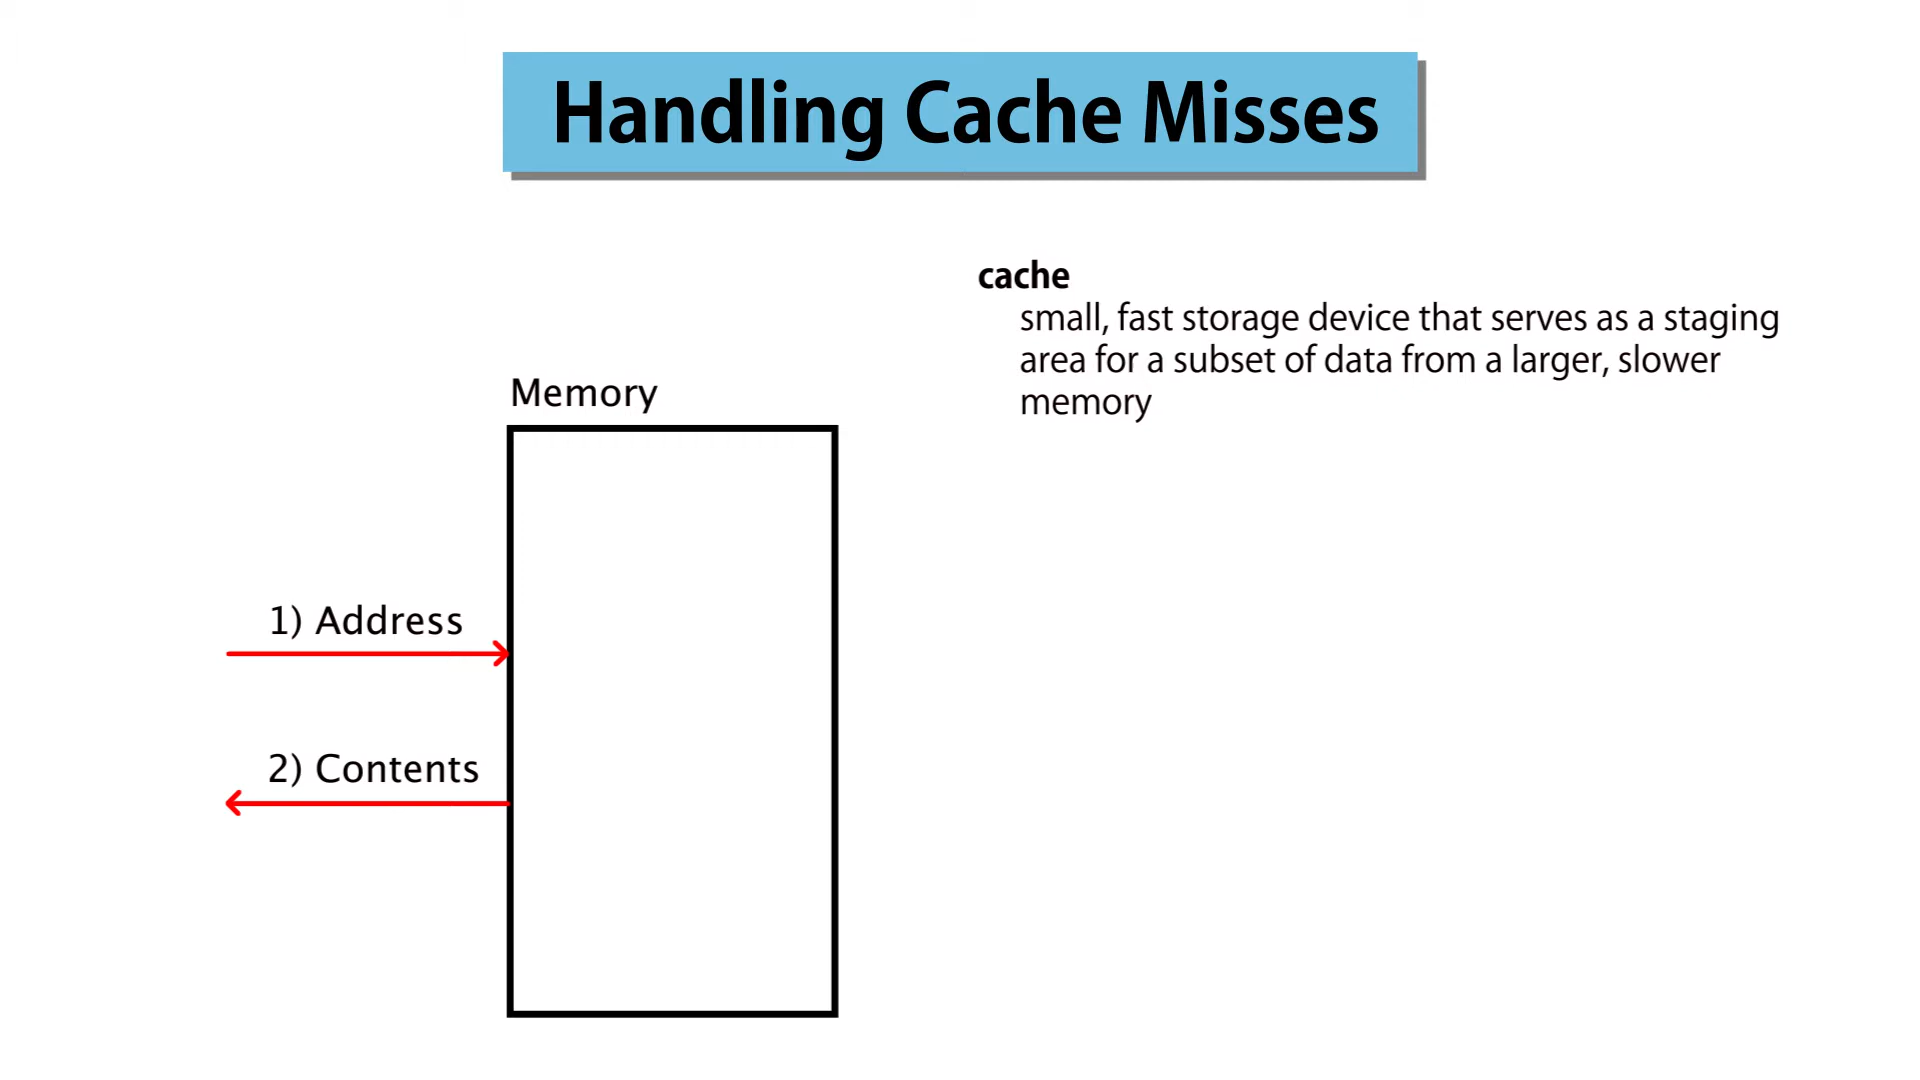 Handling Cache Misses
cache
small, fast storage device that serves as a staging
area for a subset of data from a larger, slower
memory
Memory
1) Address
2) Contents